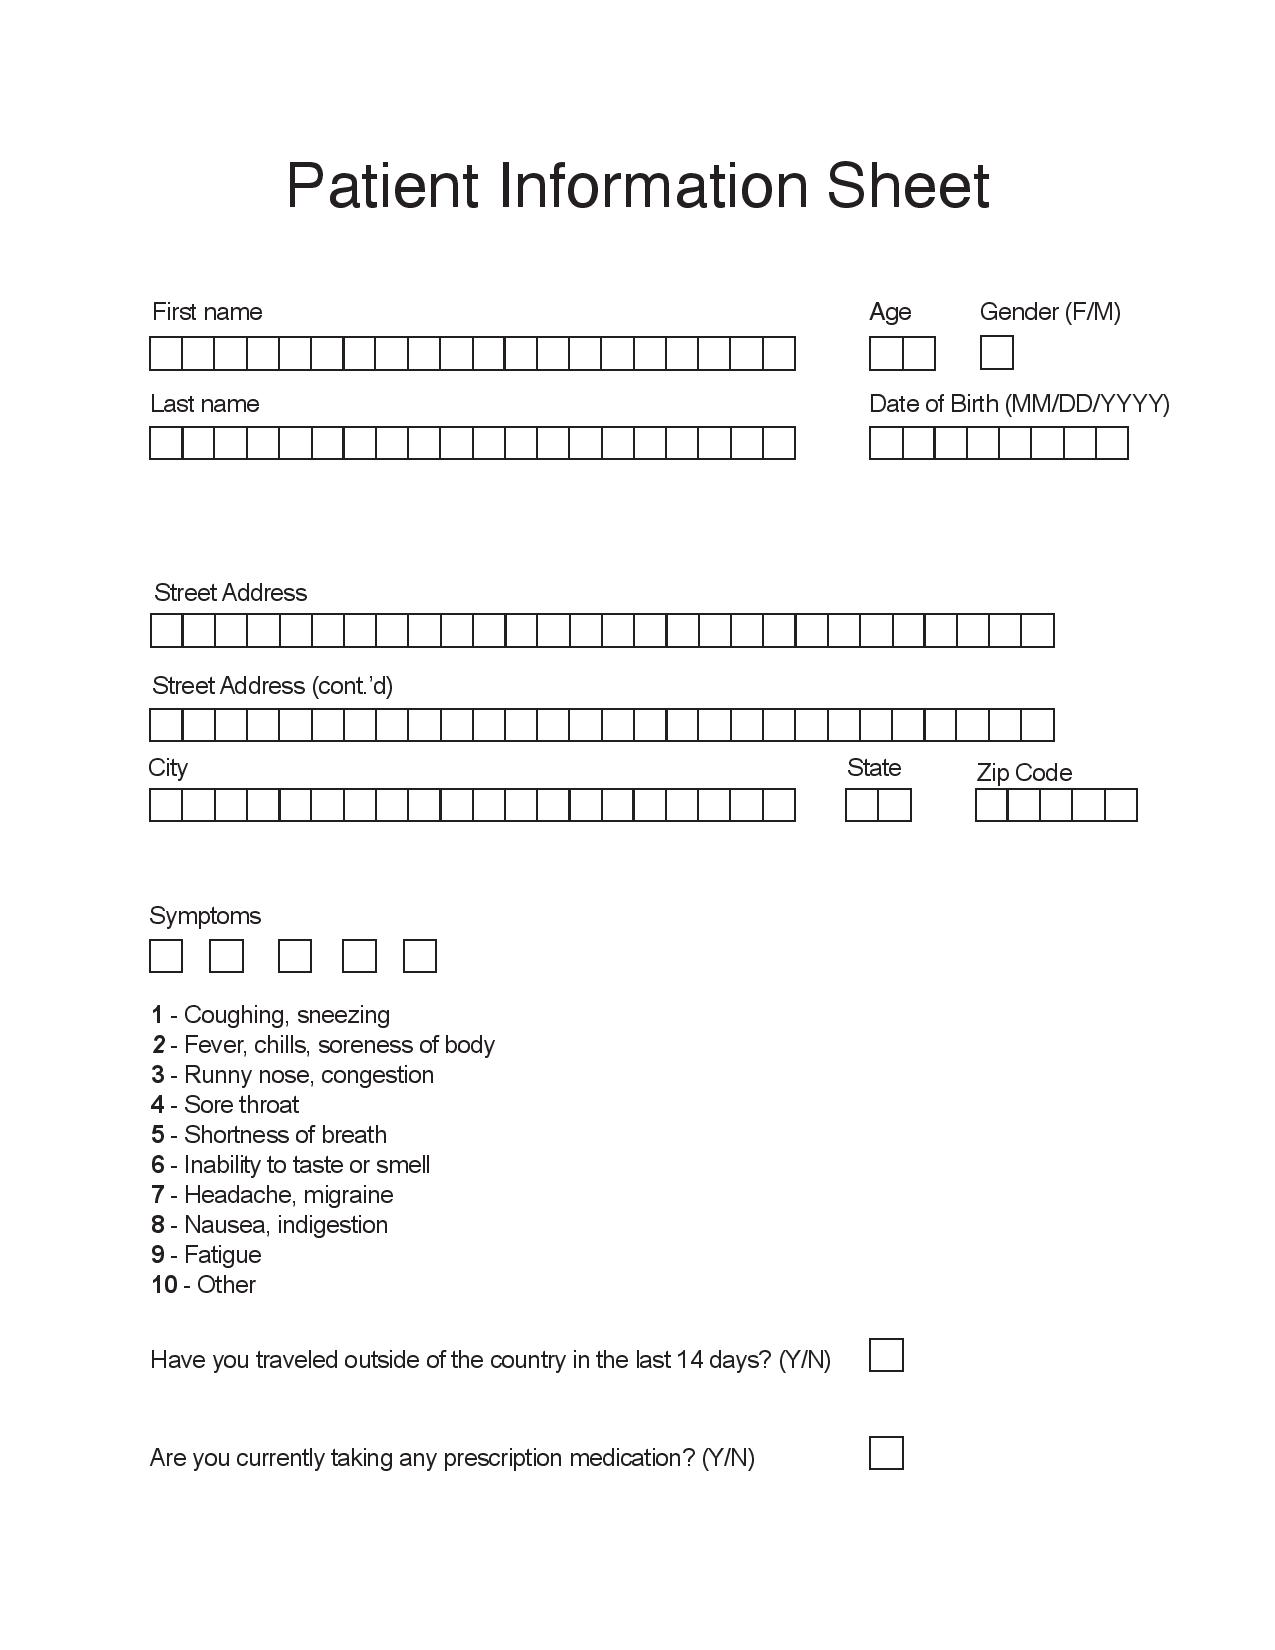 Patient Information Sheet
First name Age Gender (F/M)
Last name Date of Birth (MM/DD/YYYY)
Street Address
Street Address (cont.’d)
City State Zip Code
Symptoms
1 - Coughing, sneezing
2 - Fever, chills, soreness of body
3 - Runny nose, congestion
4 - Sore throat
5 - Shortness of breath
6 - Inability to taste or smell
7 - Headache, migraine
8 - Nausea, indigestion
9 - Fatigue
10 - Other
Have you traveled outside of the country in the last 14 days? (Y/N)
Are you currently taking any prescription medication? (Y/N)